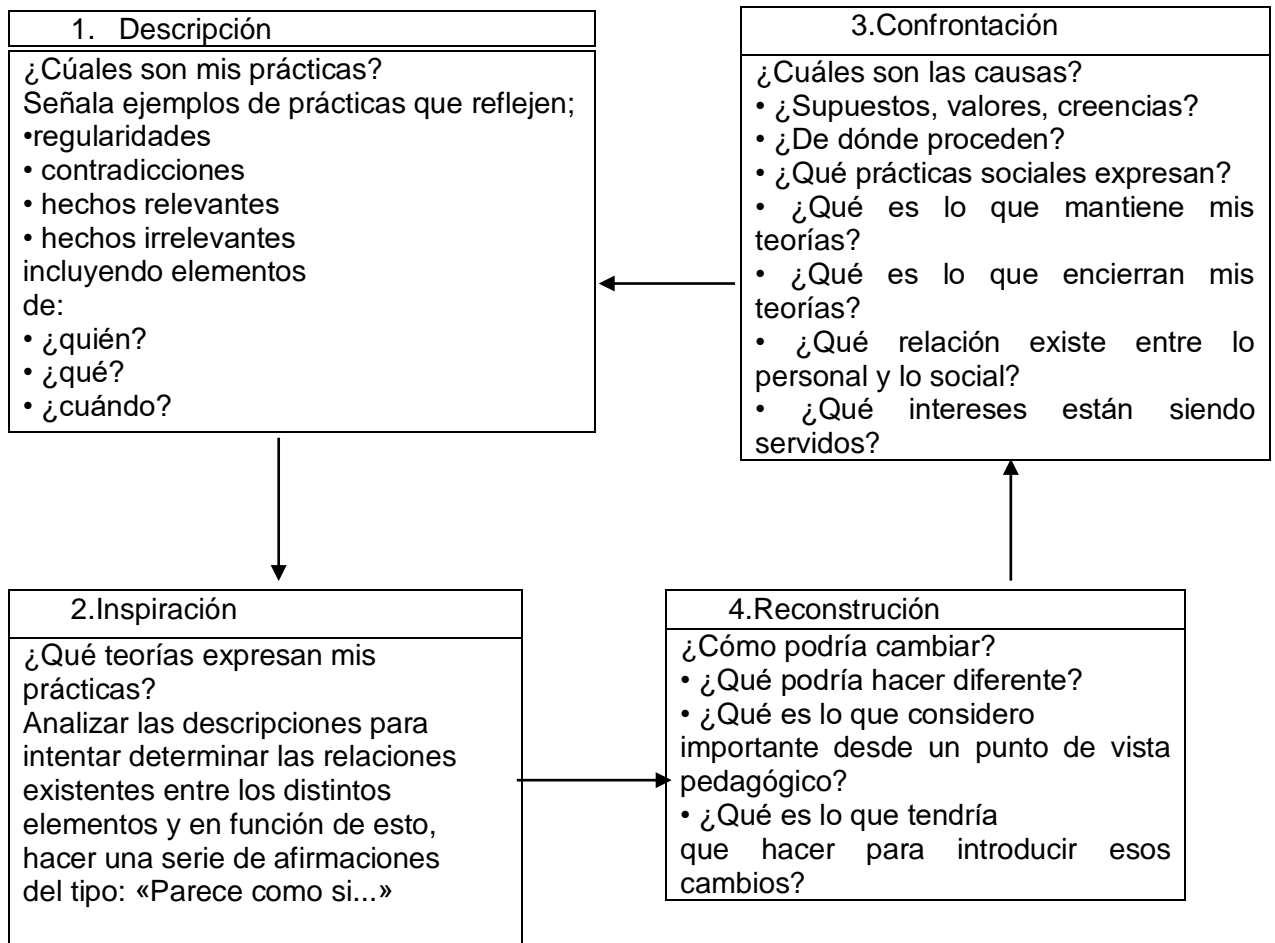 1. Descripción
¿Cúales son mis prácticas?
Señala ejemplos de prácticas que reflejen;
•regularidades
• contradicciones
• hechos relevantes
• hechos irrelevantes
incluyendo elementos
de:
• ¿quién?
• ¿qué?
• ¿cuándo?
3.Confrontación
¿Cuáles son las causas?
• ¿Supuestos, valores, creencias?
• ¿De dónde proceden?
• ¿Qué prácticas sociales expresan?
• ¿Qué es lo que mantiene mis
teorías?
• ¿Qué es lo que encierran mis
teorías?
• ¿Qué relación existe entre lo
personal y lo social?
• ¿Qué intereses están siendo
servidos?
2.Inspiración
¿Qué teorías expresan mis
prácticas?
Analizar las descripciones para
intentar determinar las relaciones
existentes entre los distintos
elementos y en función de esto,
hacer una serie de afirmaciones
del tipo: «Parece como si...»
4.Reconstrución
¿Cómo podría cambiar?
• ¿Qué podría hacer diferente?
• ¿Qué es lo que considero
importante desde un punto de vista
pedagógico?
• ¿Qué es lo que tendría
que hacer para introducir esos
cambios?